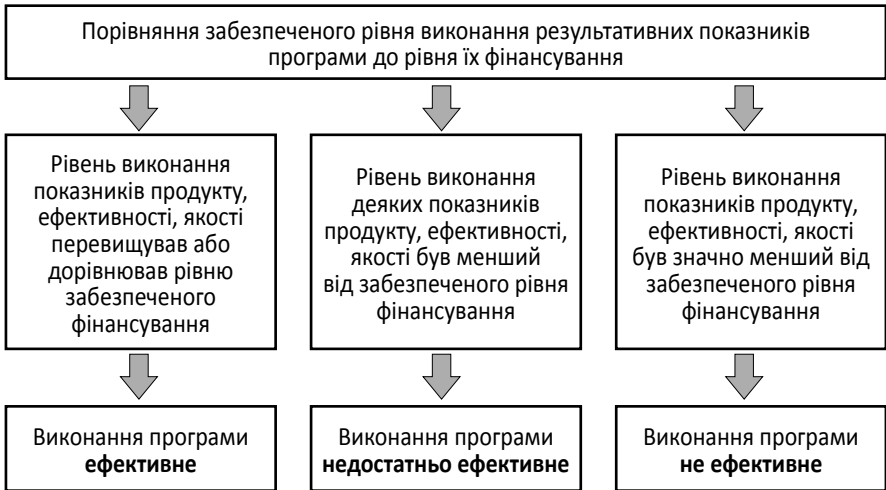 Порівняння забезпеченого рівня виконання результативних показників
програми до рівня їх фінансування
Рівень виконання
показників продукту,
ефективності, якості
перевищував або
дорівнював рівню
забезпеченого
фінансування
Рівень виконання
деяких показників
продукту, ефективності,
якості був менший
від забезпеченого рівня
фінансування
Рівень виконання
показників продукту,
ефективності, якості
був значно менший від
забезпеченого рівня
фінансування
Виконання програми
ефективне
Виконання програми
недостатньо ефективне
Виконання програми
не ефективне